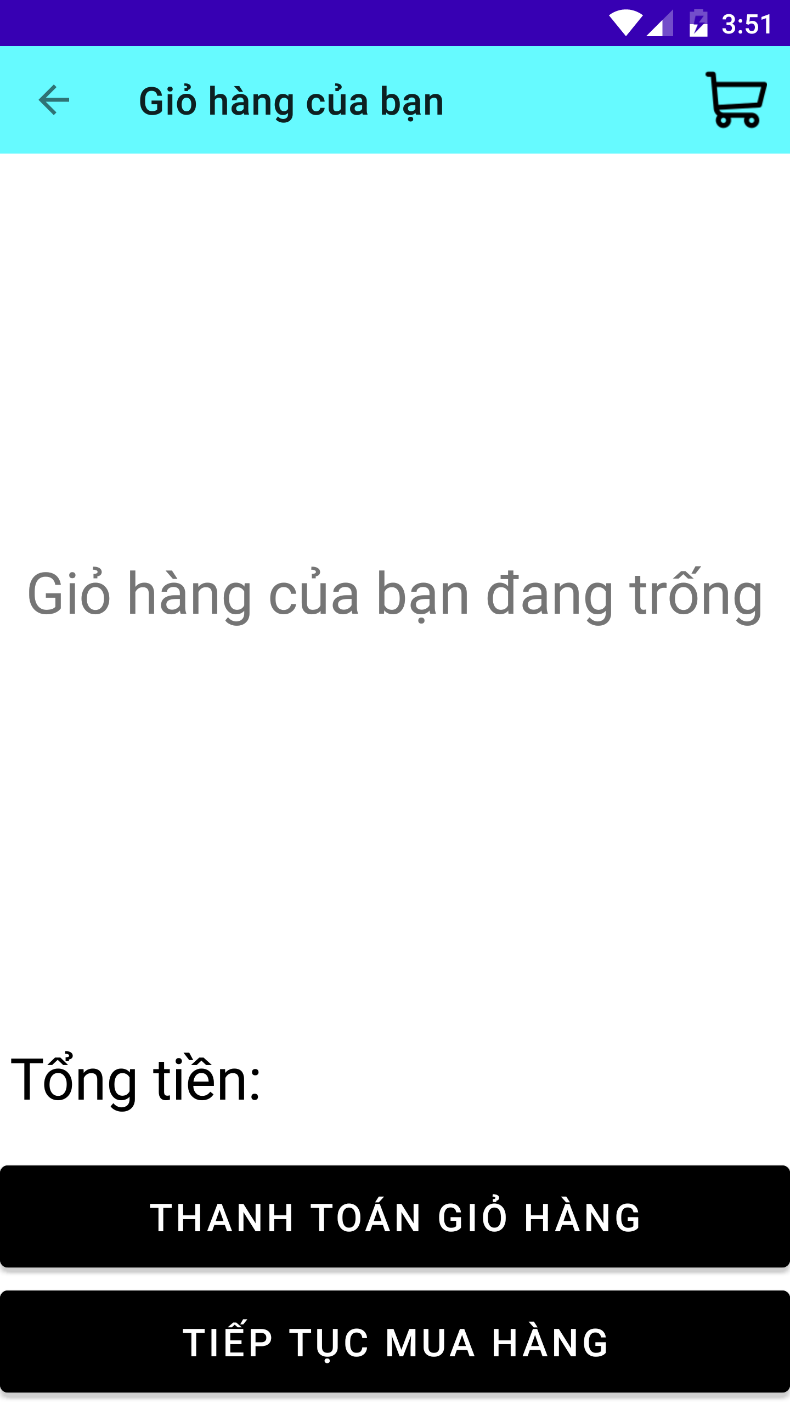 3:51
Giỏ hàng của bạn
Giỏ hàng của bạn đang trống
Tổng tiền:
THANH TOÁN GIỎ HÀNG
TIẾP TỤC MUA HÀNG